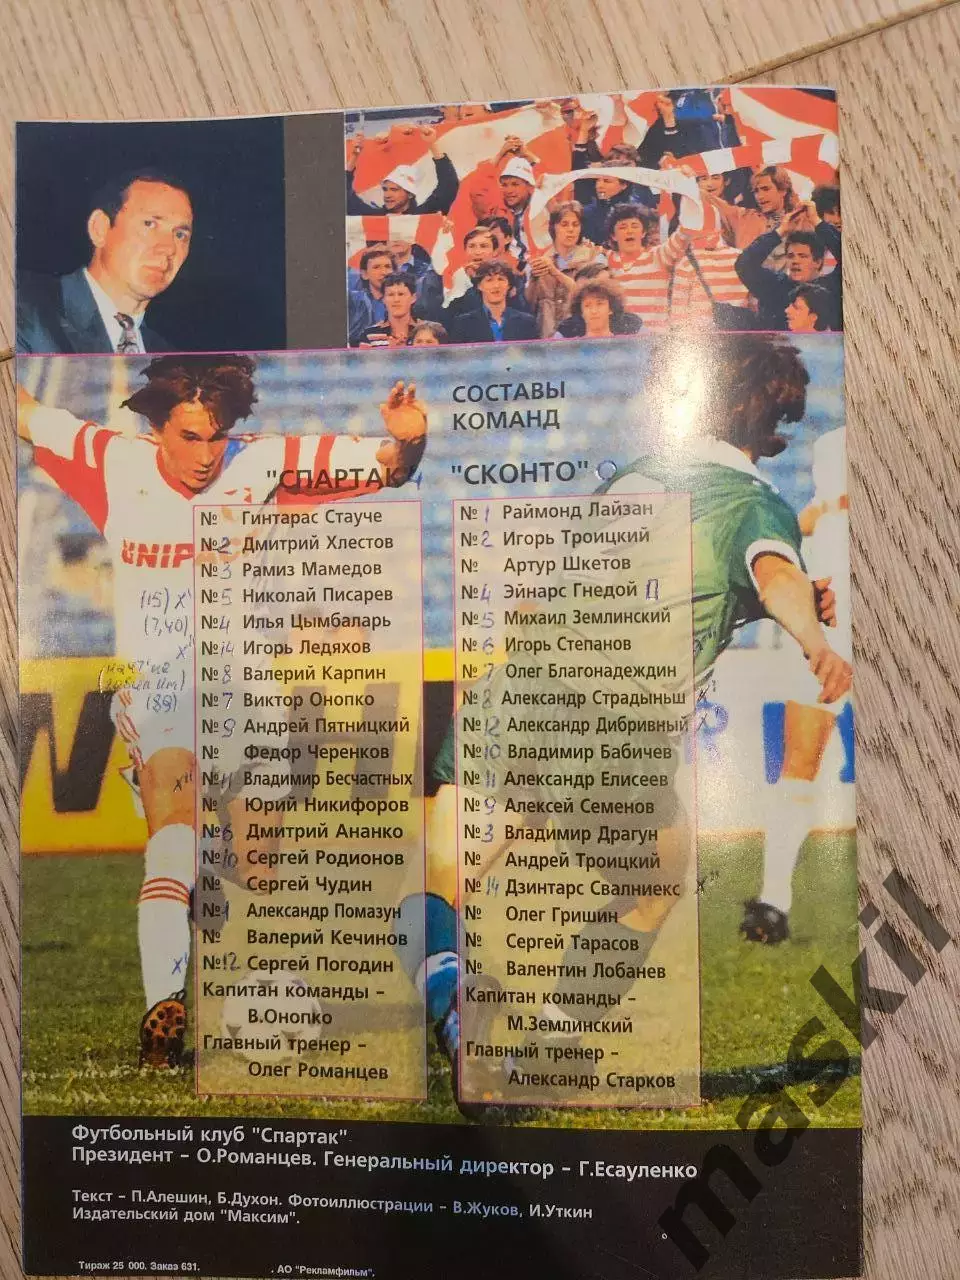 СОСТАВЫ
КОМАНД
"СПАРТАК" 4
№ Гинтарас Стауче
№2 Дмитрий Хлестов
№3 Рамиз Мамедов
(15) х' №5 Николай Писарев
(7,40) №4 Илья Цымбаларь
х' №14 Игорь Ледяхов
№8 Валерий Карпин
№7 Виктор Онопко
(88) №9 Андрей Пятницкий
№ Федор Черенков
№11 Владимир Бесчастных
х" № Юрий Никифоров
№6 Дмитрий Ананко
№10 Сергей Родионов
№ Сергей Чудин
№1 Александр Помазун
№ Валерий Кечинов
х' №12 Сергей Погодин
Капитан команды –
В.Онопко
Главный тренер –
Олег Романцев
"СКОНТО" 0
№1 Раймонд Лайзан
№2 Игорь Троицкий
№ Артур Шкетов
№4 Эйнарс Гнедой П
№5 Михаил Землинский
№6 Игорь Степанов
№7 Олег Благонадеждин
№8 Александр Страдыньш х
№12 Александр Дибривный х
№10 Владимир Бабичев
№11 Александр Елисеев
№9 Алексей Семенов
№3 Владимир Драгун
№ Андрей Троицкий
№14 Дзинтарс Свалниекс х
№ Олег Гришин
№ Сергей Тарасов
№ Валентин Лобанев
Капитан команды –
М.Землинский
Главный тренер –
Александр Старков
UNIPA
Футбольный клуб "Спартак"
Президент – О.Романцев. Генеральный директор – Г.Есауленко
Текст – П.Алешин, Б.Духон. Фотоиллюстрации – В.Жуков, И.Уткин
Издательский дом "Максим".
Тираж 25 000. Заказ 631. АО "Рекламфильм".
maskil